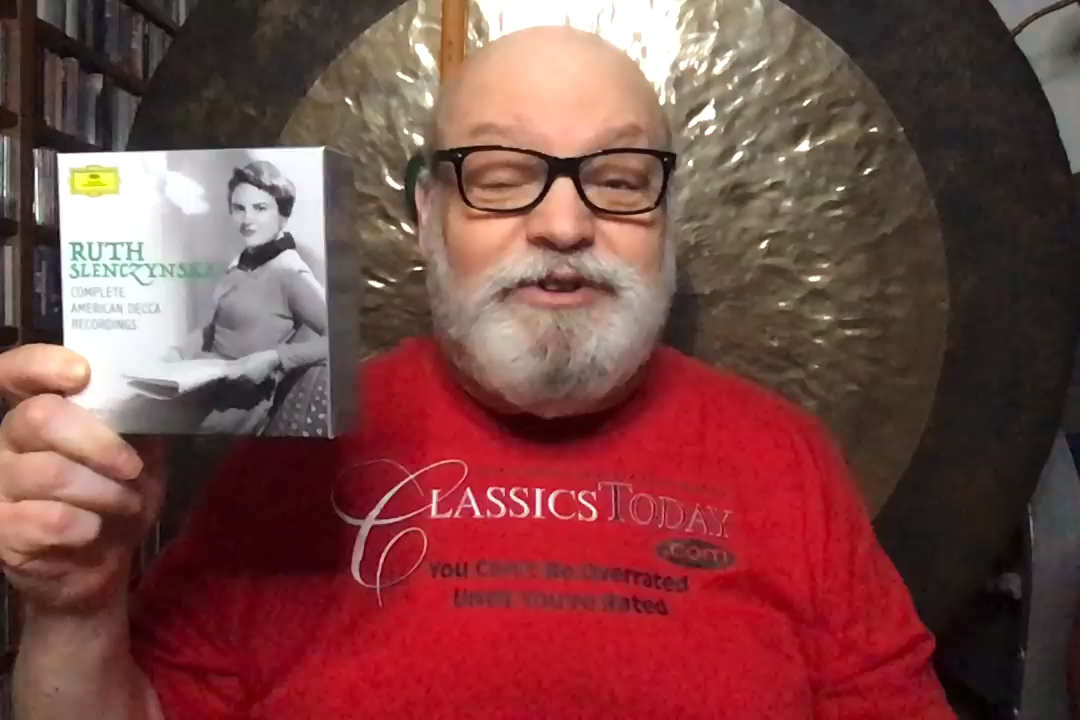 RUTH
SLENCZYNSKA
COMPLETE
AMERICAN DECCA
RECORDINGS
CLASSICSTODAY
.com
You Can't Be Overrated
Until You're Rated